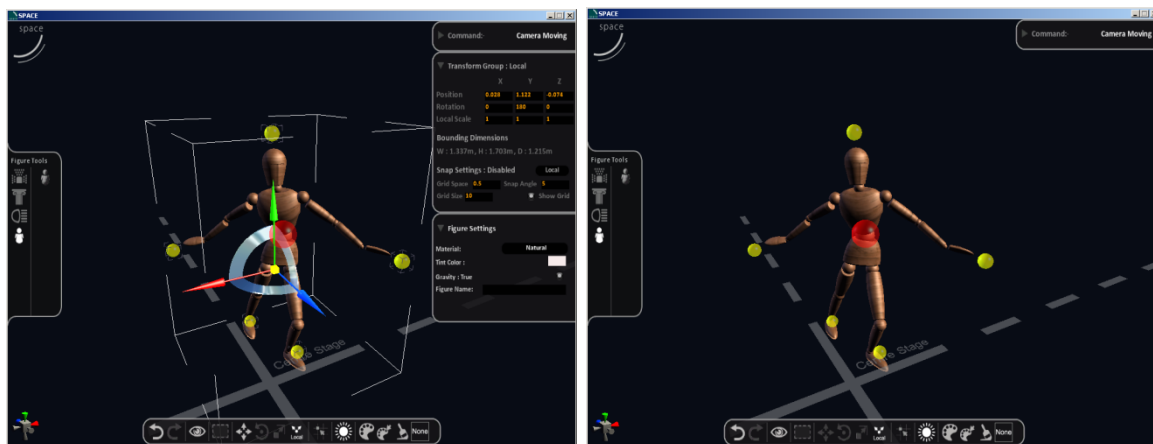 SPACE
space
Command:
Camera Moving
Transform Group : Local
X Y Z
Position 0.028 1.122 -0.074
Rotation 0 180 0
Local Scale 1 1 1
Bounding Dimensions
W : 1.337m , H : 1.703m , D : 1.215m
Snap Settings : Disabled Local
Grid Space 0.5 Snap Angle 5
Grid Size 10 Show Grid
Figure Settings
Material: Natural
Tint Color :
Gravity : True
Figure Name:
Figure Tools
Centre Stage
Local
None
SPACE
space
Command:
Camera Moving
Figure Tools
Centre Stage
Local
None